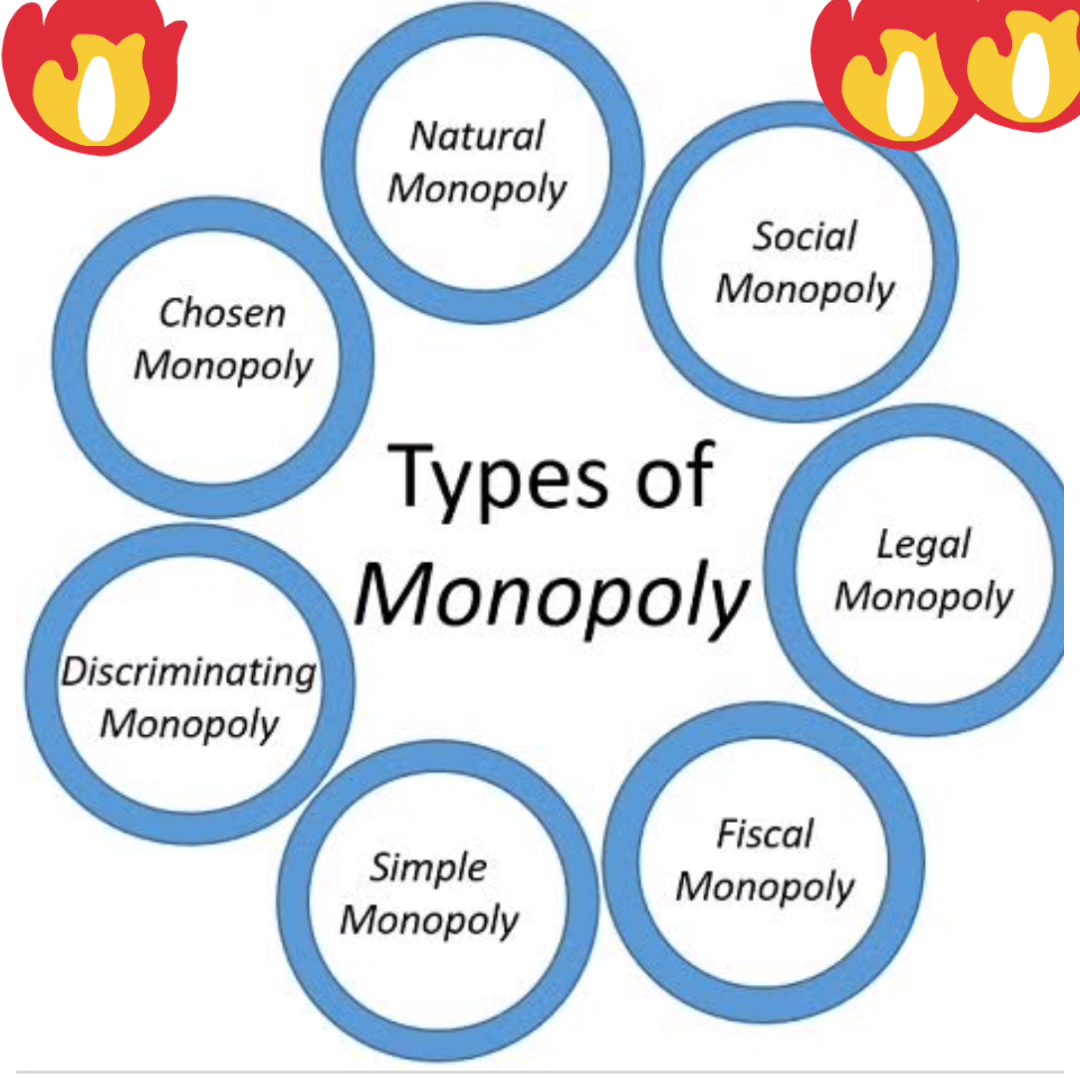 Natural
Monopoly
Social
Monopoly
Chosen
Monopoly
Types of
Monopoly
Legal
Monopoly
Discriminating
Monopoly
Fiscal
Monopoly
Simple
Monopoly